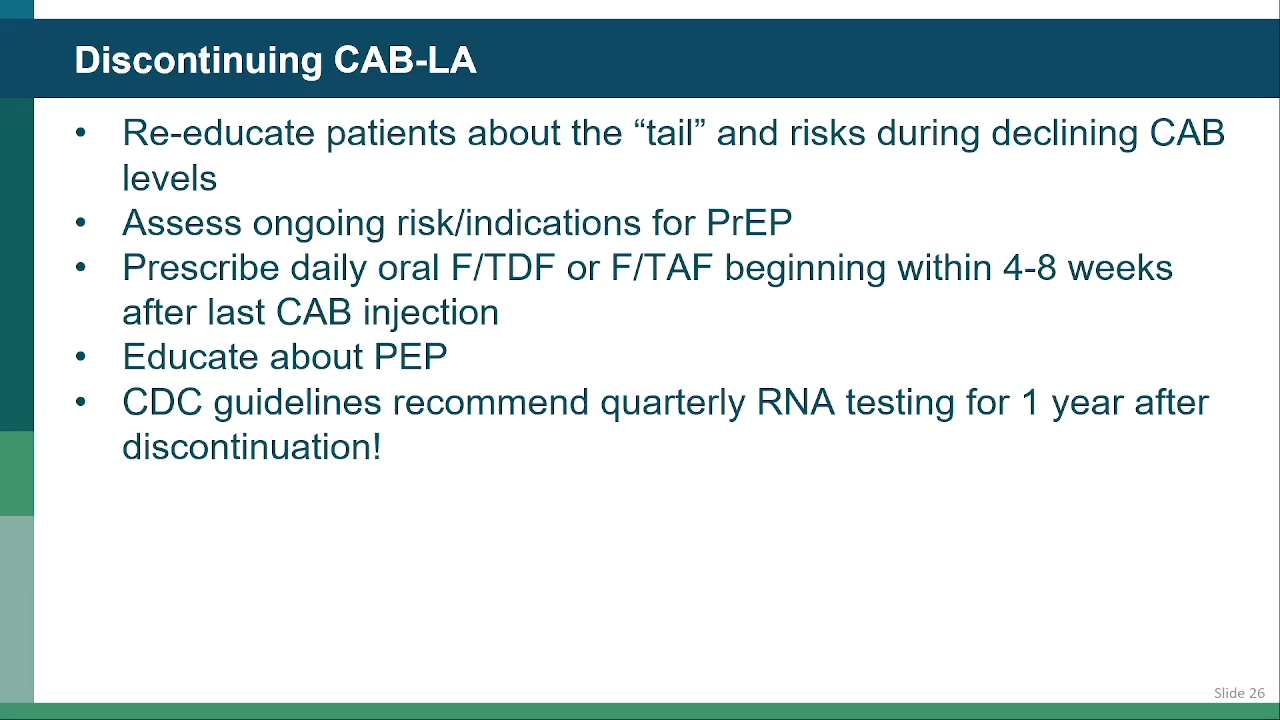 Discontinuing CAB-LA
• Re-educate patients about the “tail” and risks during declining CAB
levels
• Assess ongoing risk/indications for PrEP
• Prescribe daily oral F/TDF or F/TAF beginning within 4-8 weeks
after last CAB injection
• Educate about PEP
• CDC guidelines recommend quarterly RNA testing for 1 year after
discontinuation!
Slide 26